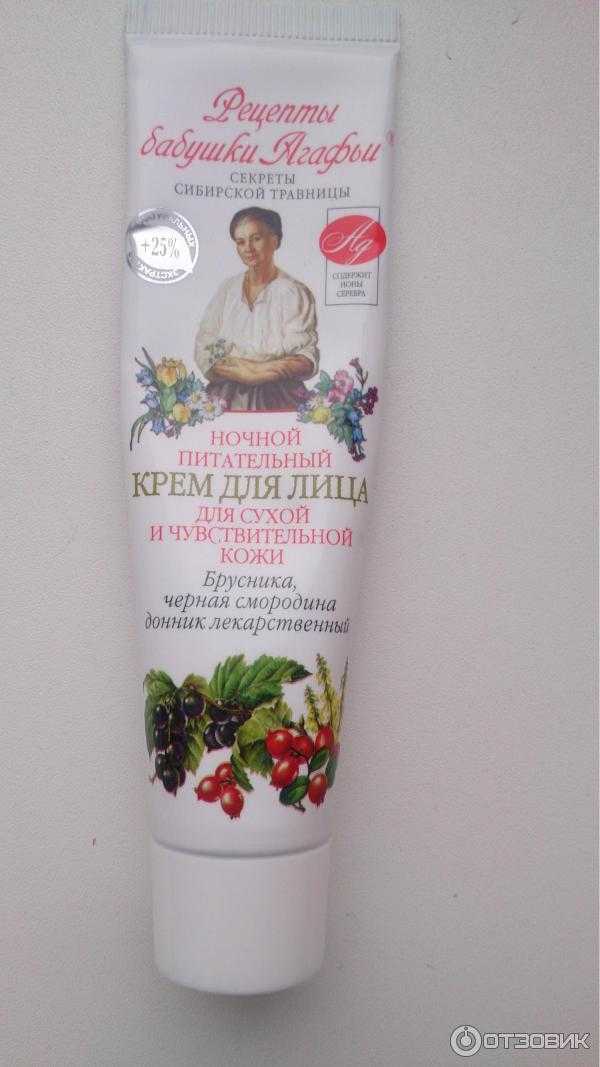 Рецепты
бабушки Агафьи®
СЕКРЕТЫ
СИБИРСКОЙ ТРАВНИЦЫ
+25%
ЭКСТРАК
Ag
СОДЕРЖИТ
ИОНЫ
СЕРЕБРА
НОЧНОЙ
ПИТАТЕЛЬНЫЙ
КРЕМ ДЛЯ ЛИЦА
ДЛЯ СУХОЙ
И ЧУВСТВИТЕЛЬНОЙ
КОЖИ
Брусника,
черная смородина
донник лекарственный
ОТЗОВИК